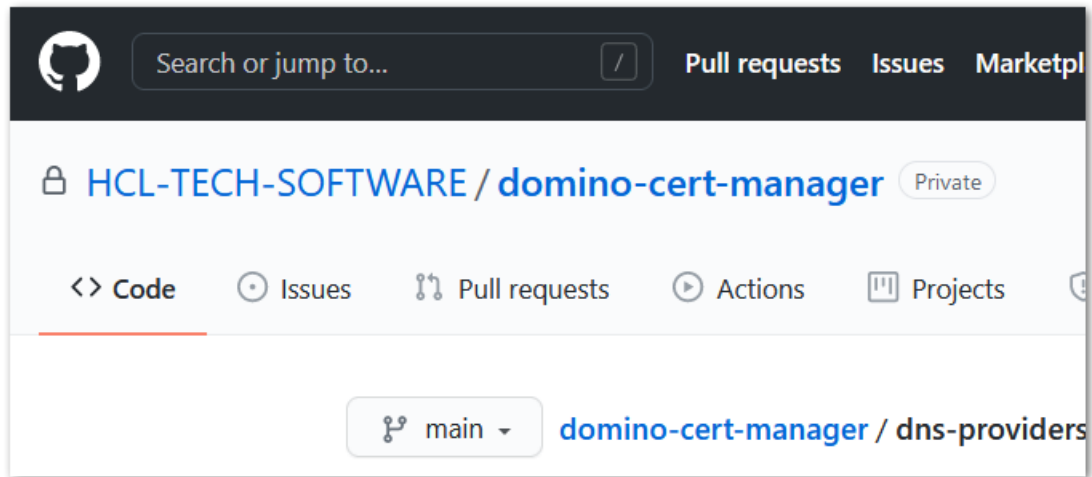 Search or jump to... / Pull requests Issues Marketpl
HCL-TECH-SOFTWARE / domino-cert-manager Private
<> Code Issues Pull requests Actions Projects
main domino-cert-manager / dns-providers